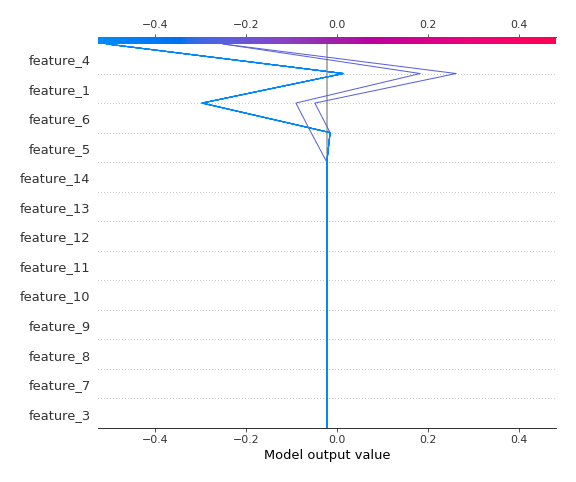 −0.4 −0.2 0.0 0.2 0.4
feature_4
feature_1
feature_6
feature_5
feature_14
feature_13
feature_12
feature_11
feature_10
feature_9
feature_8
feature_7
feature_3
−0.4 −0.2 0.0 0.2 0.4
Model output value